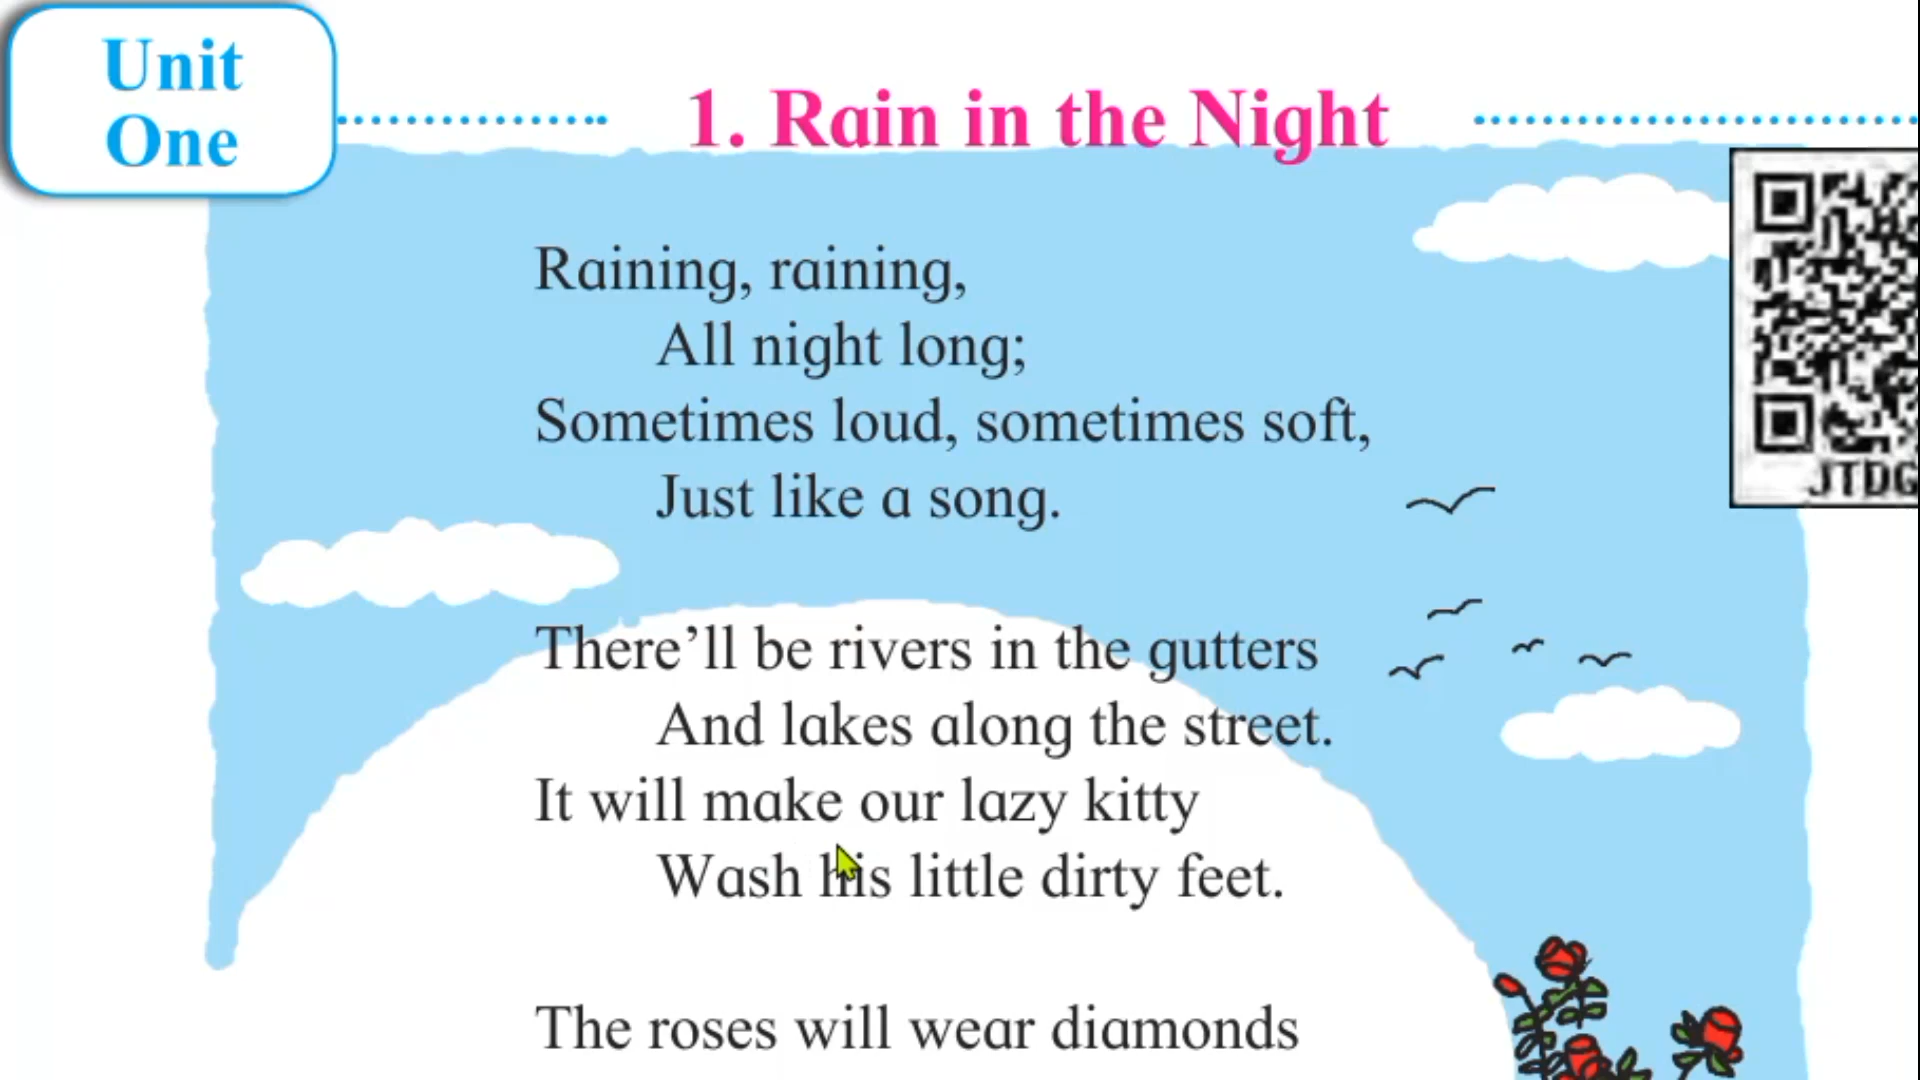 Unit
One
1. Rain in the Night
Raining, raining,
All night long;
Sometimes loud, sometimes soft,
Just like a song.
There’ll be rivers in the gutters
And lakes along the street.
It will make our lazy kitty
Wash his little dirty feet.
The roses will wear diamonds
JTDG